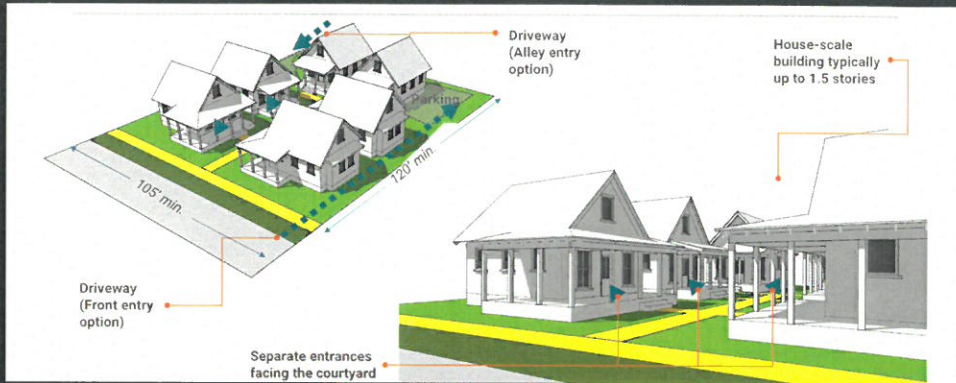 Driveway
(Alley entry
option)
House-scale
building typically
up to 1.5 stories
Parking
120' min.
105' min.
Driveway
(Front entry
option)
Separate entrances
facing the courtyard